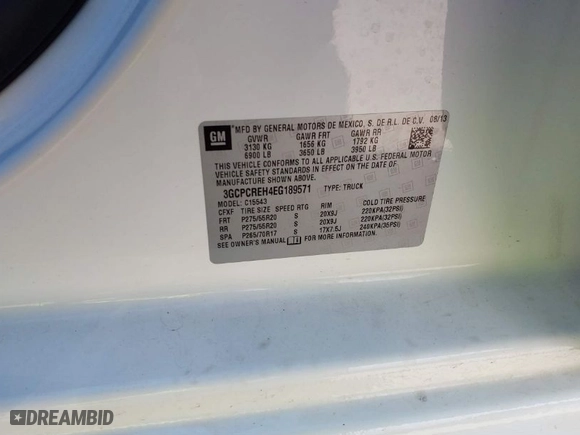 GM MFD BY GENERAL MOTORS DE MEXICO, S. DE R.L. DE C.V. 08/13
GVWR GAWR FRT GAWR RR
3130 KG 1656 KG 1792 KG
6900 LB 3650 LB 3950 LB
THIS VEHICLE CONFORMS TO ALL APPLICABLE U.S. FEDERAL MOTOR
VEHICLE SAFETY STANDARDS IN EFFECT ON THE DATE OF
MANUFACTURE SHOWN ABOVE.
3GCPCREH4EG189571 TYPE: TRUCK
MODEL: C15543
CFXF TIRE SIZE SPEED RTG RIM COLD TIRE PRESSURE
FRT P275/55R20 S 20X9J 220KPA(32PSI)
RR P275/55R20 S 20X9J 220KPA(32PSI)
SPA P265/70R17 S 17X7.5J 240KPA(35PSI)
SEE OWNER'S MANUAL
DREAMBID